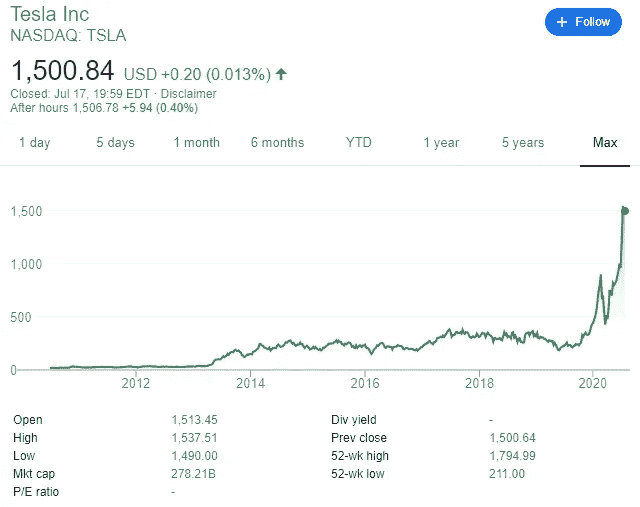 Tesla Inc
NASDAQ: TSLA
+ Follow
1,500.84 USD +0.20 (0.013%) ↑
Closed: Jul 17, 19:59 EDT · Disclaimer
After hours 1,506.78 +5.94 (0.40%)
1 day 5 days 1 month 6 months YTD 1 year 5 years Max
1,500
1,000
500
0
2012 2014 2016 2018 2020
Open 1,513.45 Div yield -
High 1,537.51 Prev close 1,500.64
Low 1,490.00 52-wk high 1,794.99
Mkt cap 278.21B 52-wk low 211.00
P/E ratio -